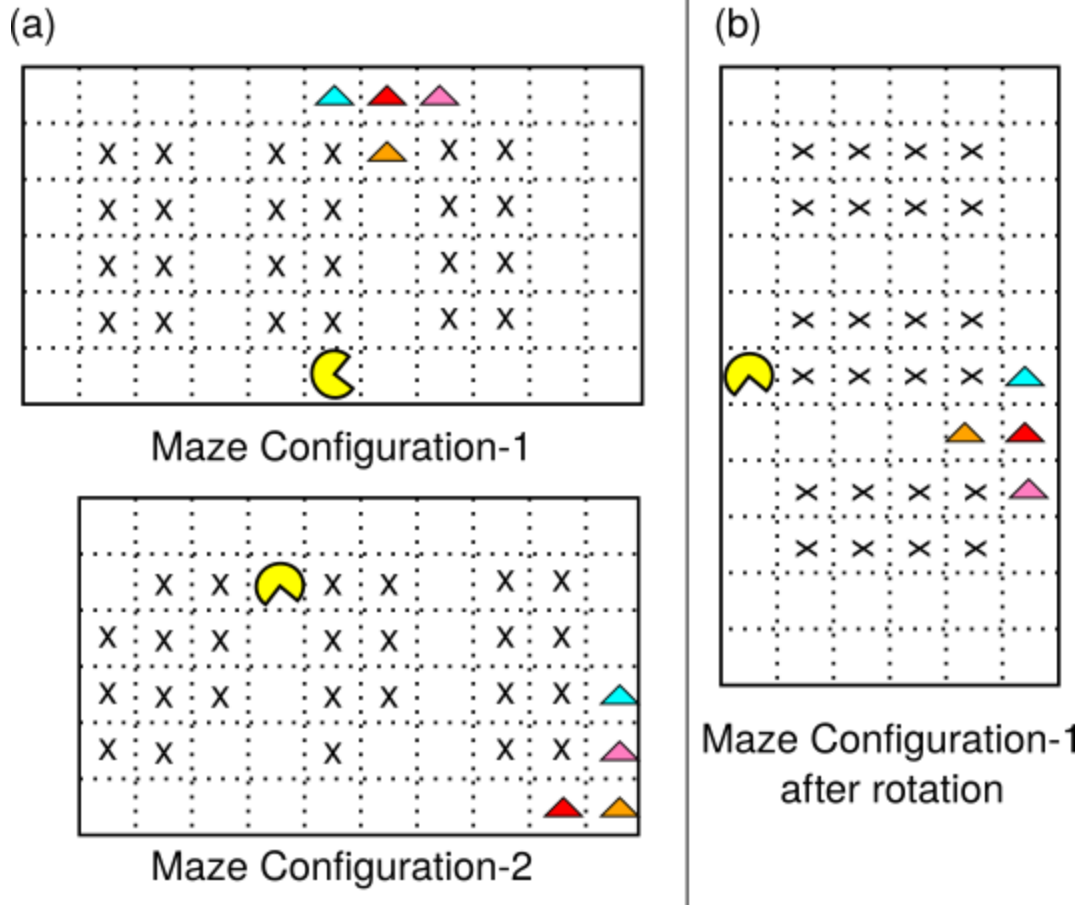 (a)
X X X X X X
X X X X X X
X X X X X X
X X X X X X
Maze Configuration-1
X X X X X X
X X X X X X X
X X X X X X X
X X X X X
Maze Configuration-2
(b)
X X X X
X X X X
X X X X
X X X X
X X X X
X X X X
Maze Configuration-1
after rotation